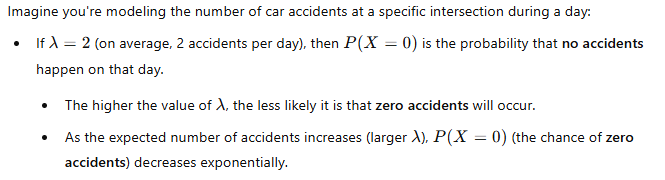 Imagine you're modeling the number of car accidents at a specific intersection during a day:
• If λ = 2 (on average, 2 accidents per day), then P(X = 0) is the probability that no accidents
happen on that day.
• The higher the value of λ, the less likely it is that zero accidents will occur.
• As the expected number of accidents increases (larger λ), P(X = 0) (the chance of zero
accidents) decreases exponentially.